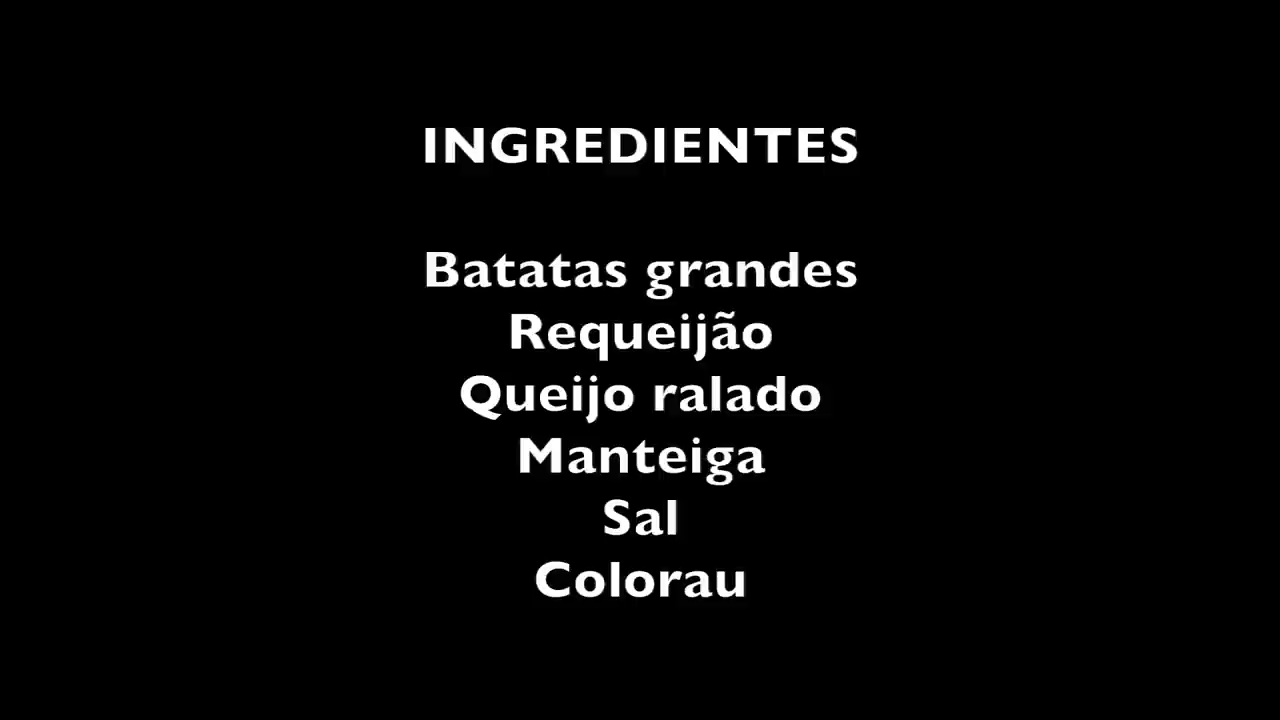 INGREDIENTES
Batatas grandes
Requeijão
Queijo ralado
Manteiga
Sal
Colorau